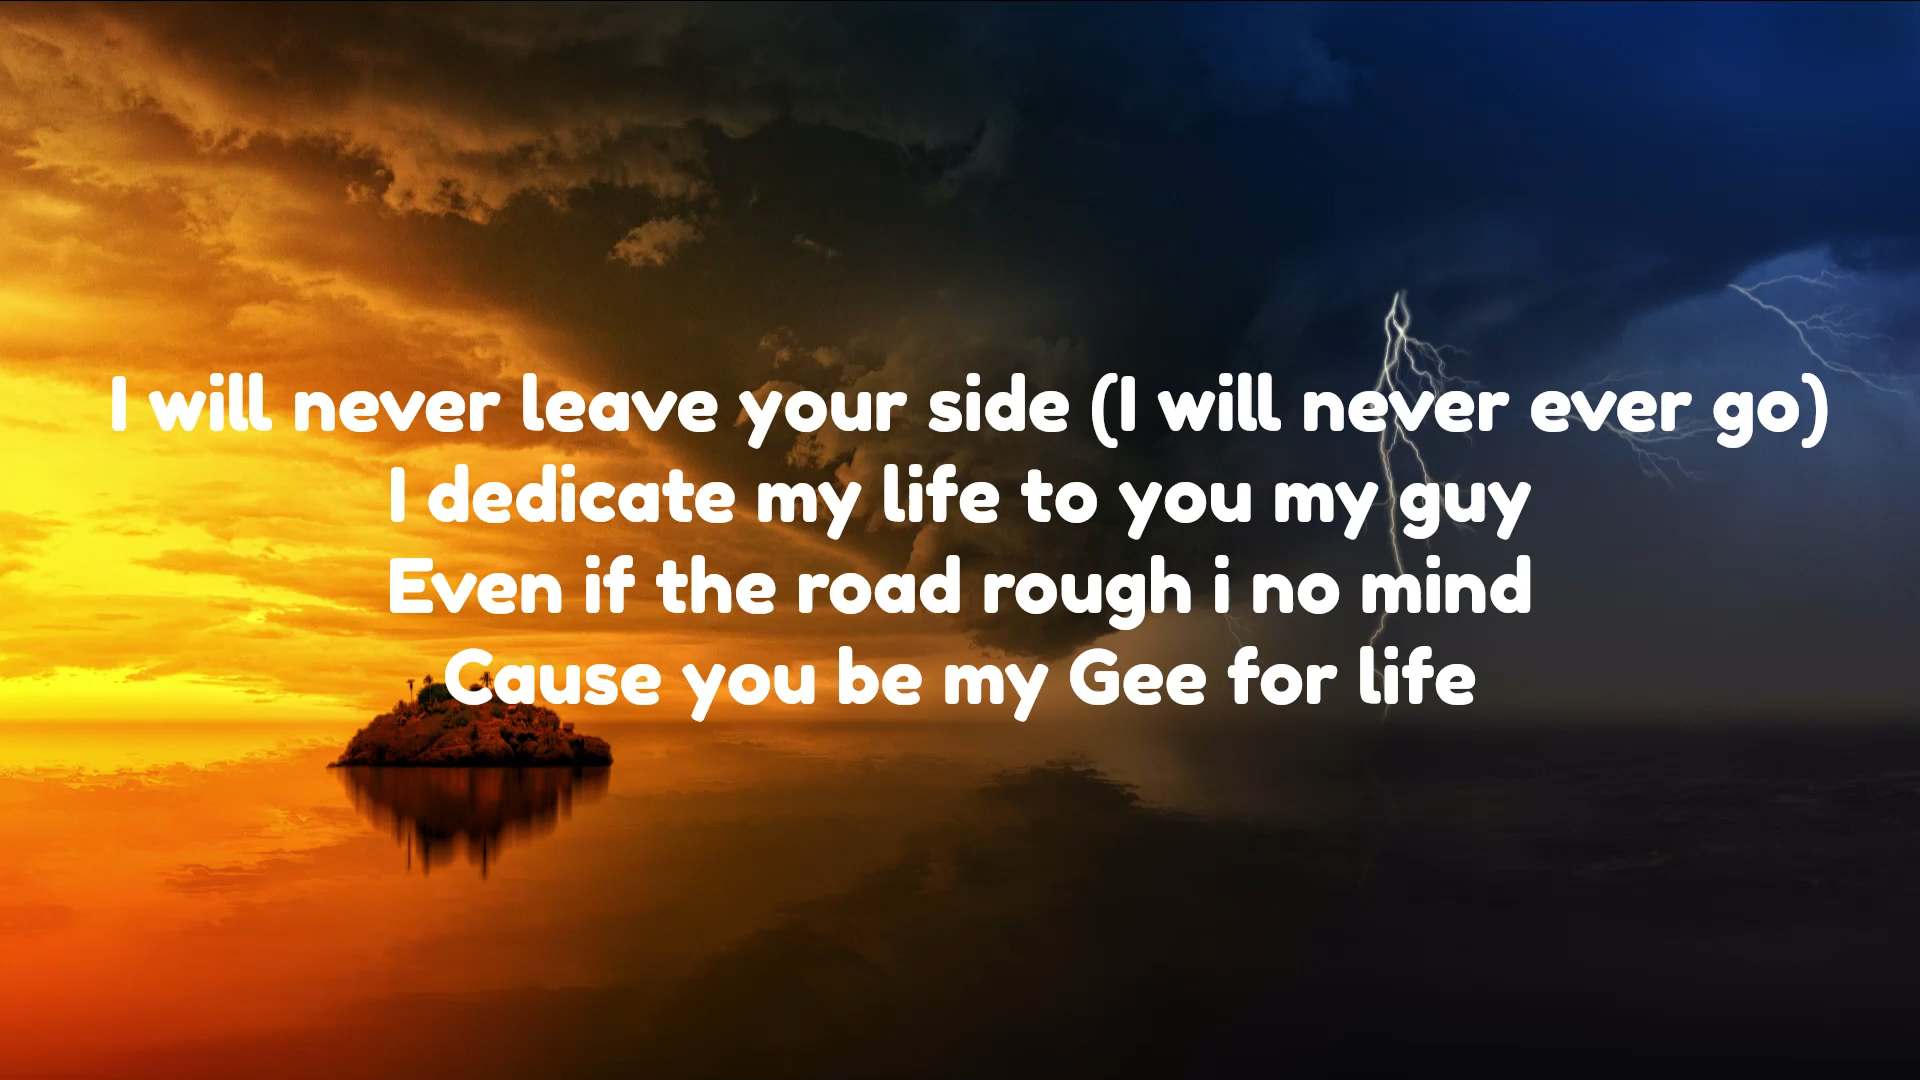 I will never leave your side (I will never ever go)
I dedicate my life to you my guy
Even if the road rough i no mind
Cause you be my Gee for life